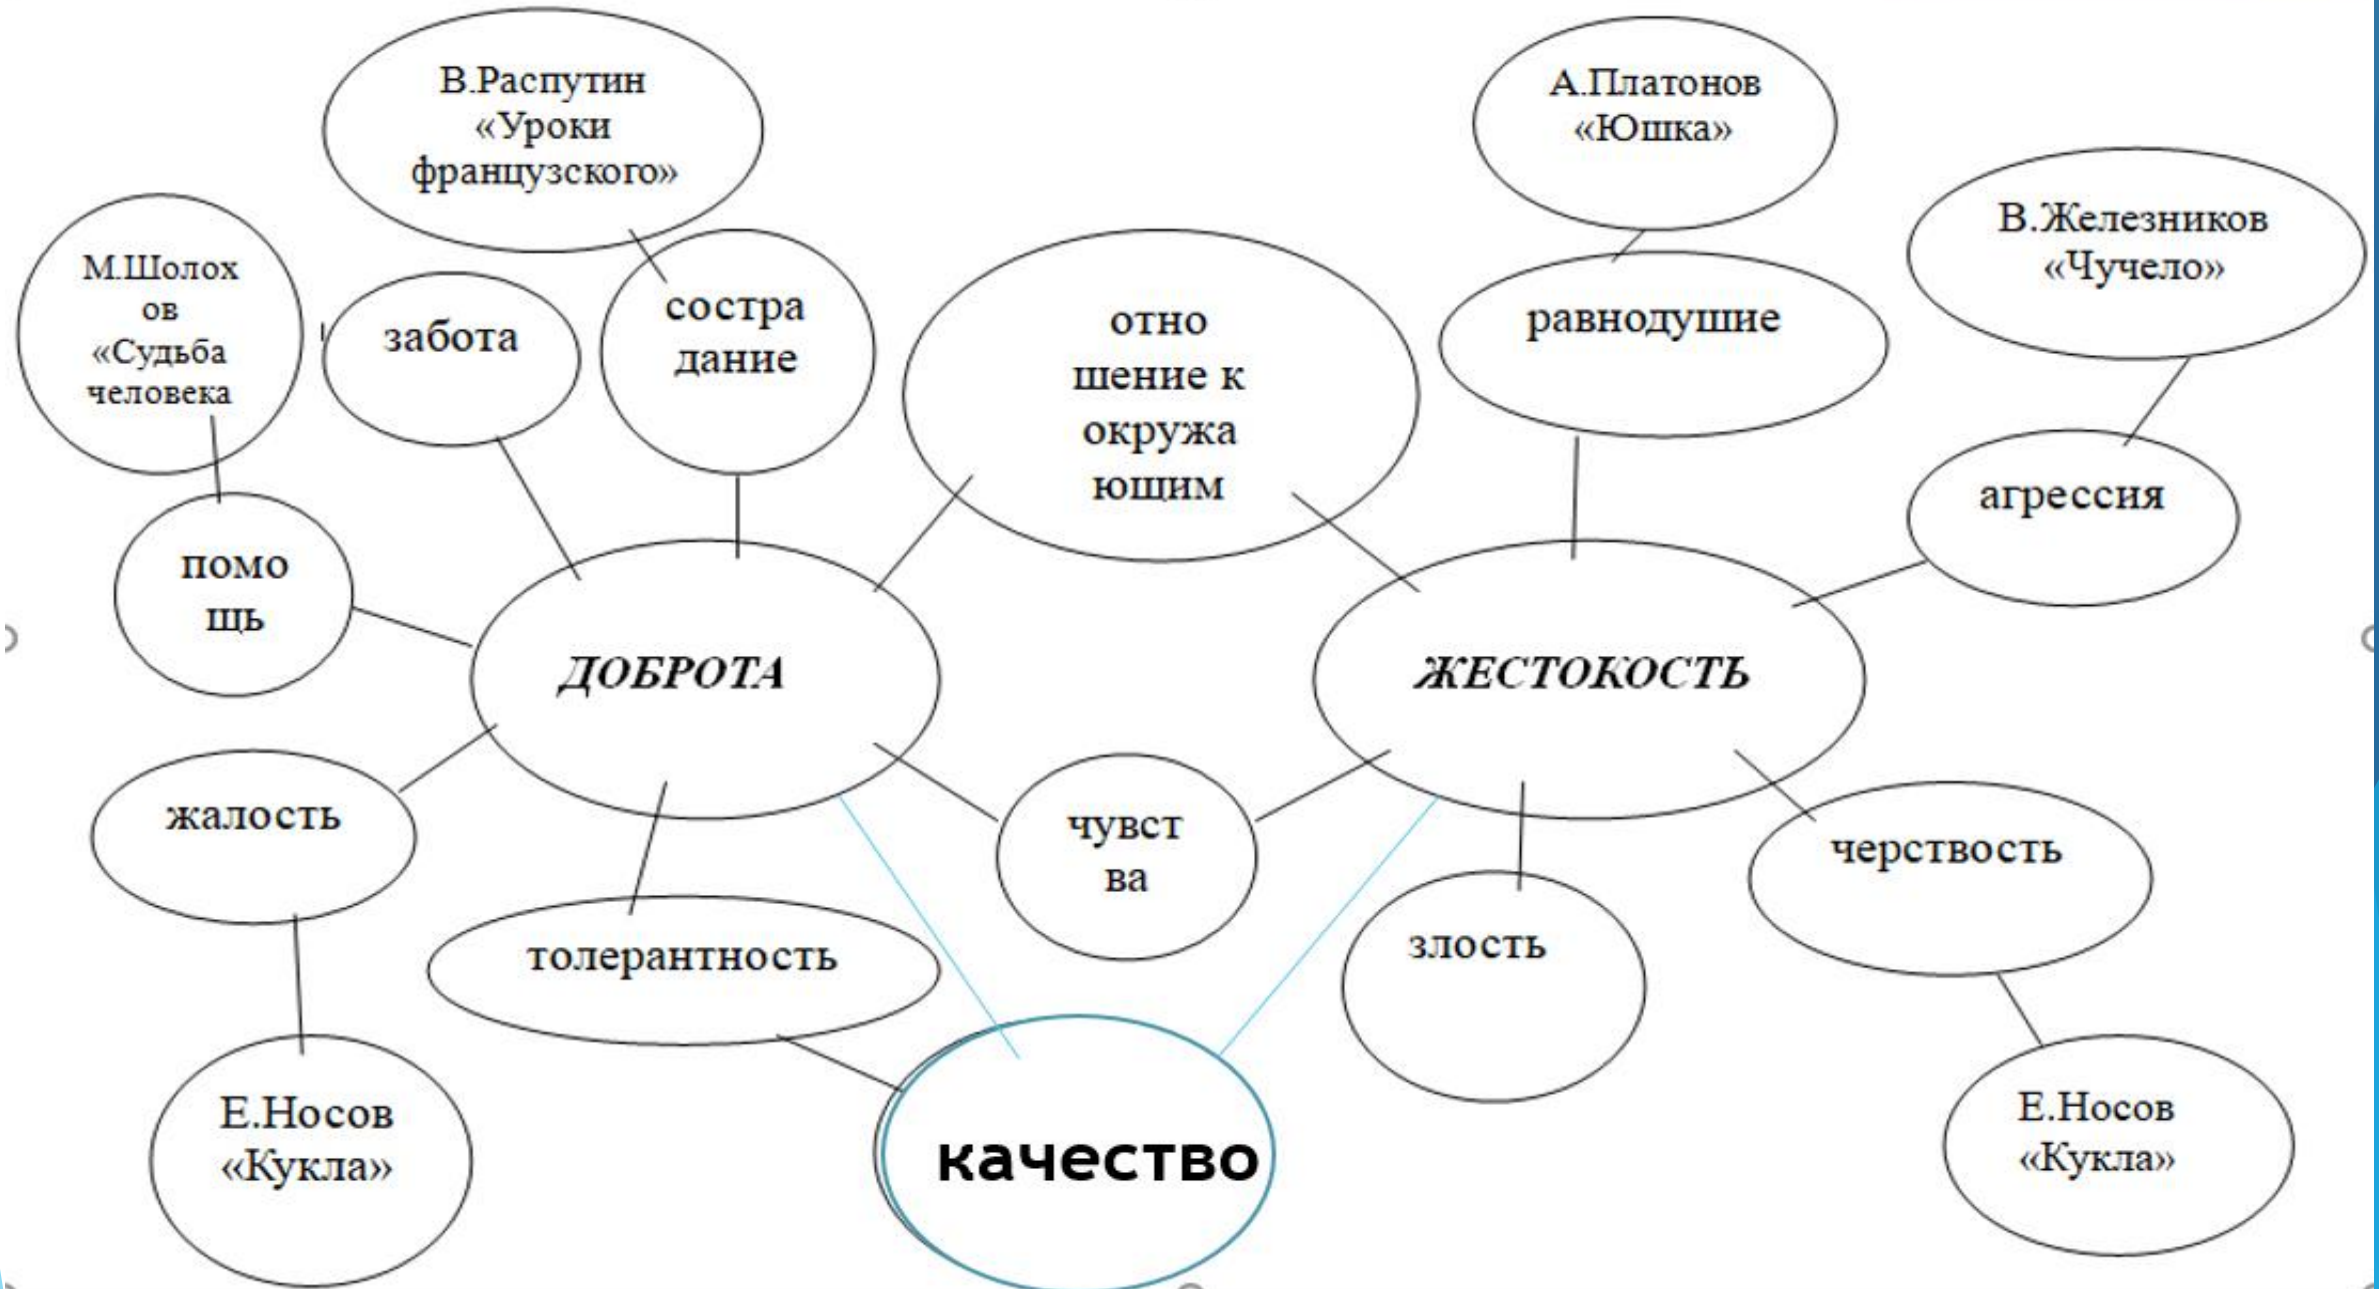 В.Распутин
«Уроки
французского»
А.Платонов
«Юшка»
В.Железников
«Чучело»
М.Шолох
ов
«Судьба
человека
забота
состра
дание
отно
шение к
окружа
ющим
равнодушие
агрессия
помо
щь
ДОБРОТА
ЖЕСТОКОСТЬ
жалость
чувст
ва
черствость
толерантность
злость
Е.Носов
«Кукла»
качество
Е.Носов
«Кукла»